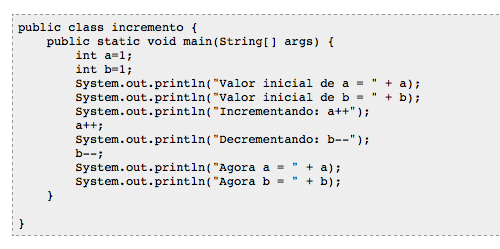 public class incremento {
    public static void main(String[] args) {
        int a=1;
        int b=1;
        System.out.println("Valor inicial de a = " + a);
        System.out.println("Valor inicial de b = " + b);
        System.out.println("Incrementando: a++");
        a++;
        System.out.println("Decrementando: b--");
        b--;
        System.out.println("Agora a = " + a);
        System.out.println("Agora b = " + b);
    }
}